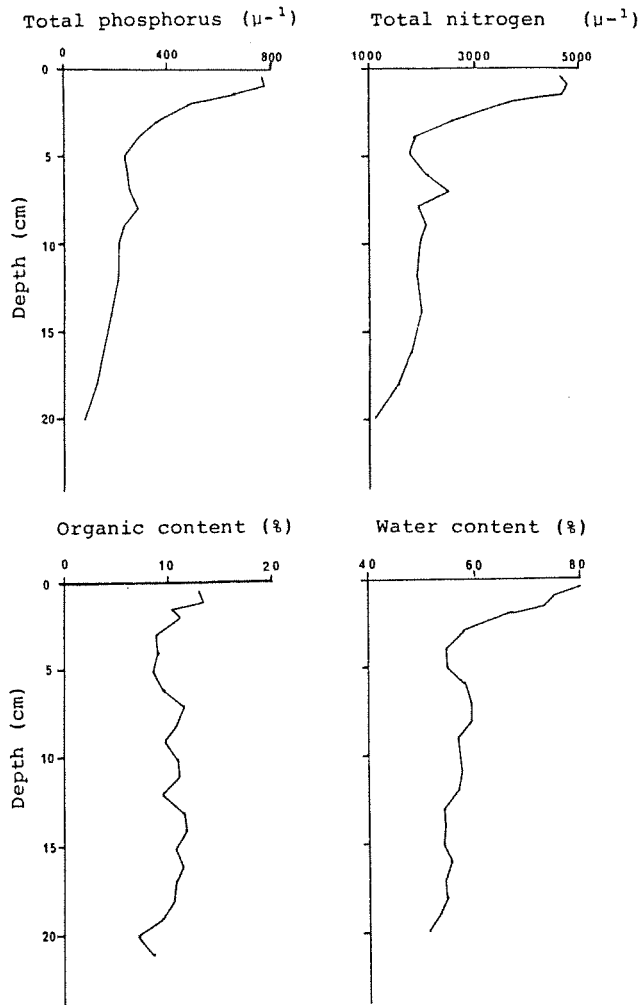 Total phosphorus (μ-1) Total nitrogen (μ-1)
0 400 800 1000 3000 5000
0
5
10
15
20
Depth (cm)
Organic content (%) Water content (%)
0 10 20 40 60 80
0
5
10
15
20
Depth (cm)